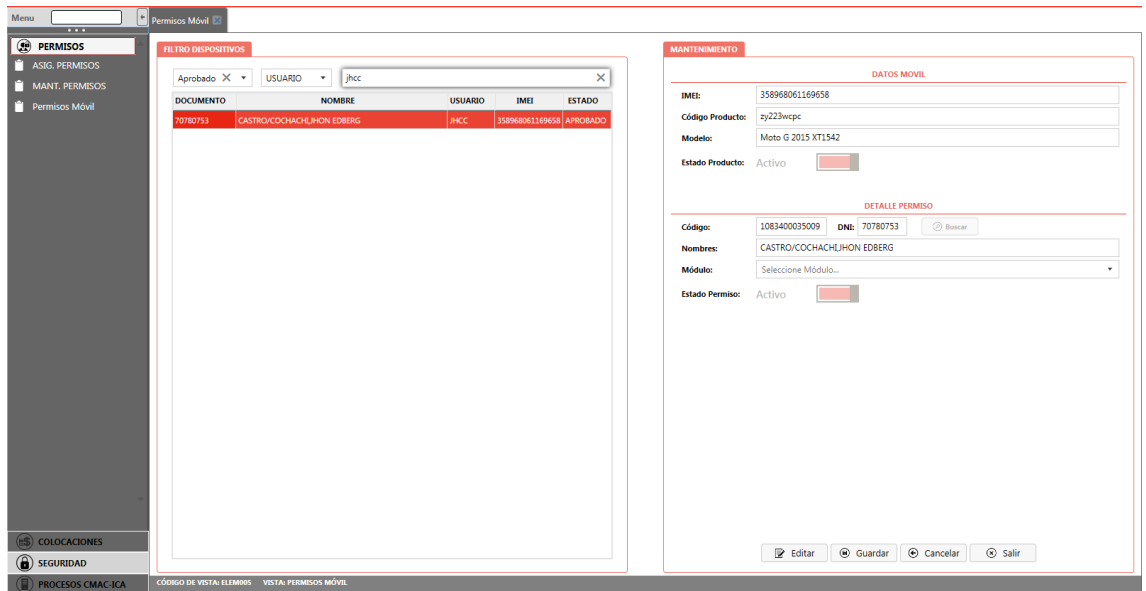 Menu
Permisos Móvil
PERMISOS
ASIG. PERMISOS
MANT. PERMISOS
Permisos Móvil
COLOCACIONES
SEGURIDAD
PROCESOS CMAC-ICA
FILTRO DISPOSITIVOS
Aprobado USUARIO jhcc
DOCUMENTO NOMBRE USUARIO IMEI ESTADO
70780753 CASTRO/COCHACHI,JHON EDBERG JHCC 358968061169658 APROBADO
MANTENIMIENTO
DATOS MOVIL
IMEI: 358968061169658
Código Producto: zy223wcpc
Modelo: Moto G 2015 XT1542
Estado Producto: Activo
DETALLE PERMISO
Código: 1083400035009 DNI: 70780753 Buscar
Nombres: CASTRO/COCHACHI,JHON EDBERG
Módulo: Seleccione Módulo...
Estado Permiso: Activo
Editar Guardar Cancelar Salir
CÓDIGO DE VISTA: ELEM005 VISTA: PERMISOS MÓVIL